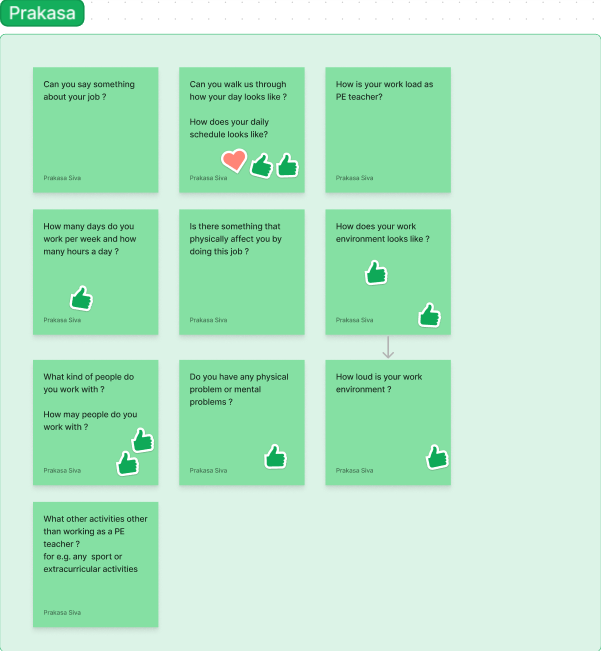 Prakasa
Can you say something
about your job ?
Prakasa Siva
Can you walk us through
how your day looks like ?
How does your daily
schedule looks like?
Prakasa Siva
How is your work load as
PE teacher?
Prakasa Siva
How many days do you
work per week and how
many hours a day ?
Prakasa Siva
Is there something that
physically affect you by
doing this job ?
Prakasa Siva
How does your work
environment looks like ?
Prakasa Siva
What kind of people do
you work with ?
How may people do you
work with ?
Prakasa Siva
Do you have any physical
problem or mental
problems ?
Prakasa Siva
How loud is your work
environment ?
Prakasa Siva
What other activities other
than working as a PE
teacher ?
for e.g. any  sport or
extracurricular activities
Prakasa Siva